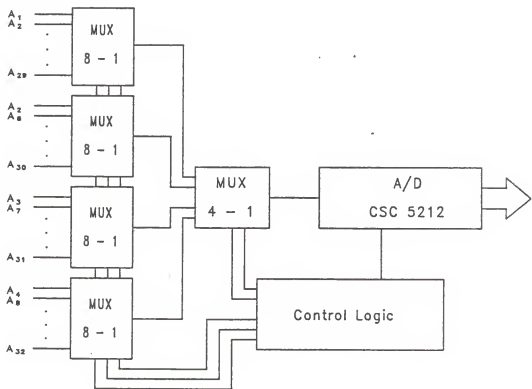 A1
A2
MUX
8 - 1
A29
A2
A6
MUX
8 - 1
A30
A3
A7
MUX
8 - 1
A31
A4
A8
MUX
8 - 1
A32
MUX
4 - 1
A/D
CSC 5212
Control Logic